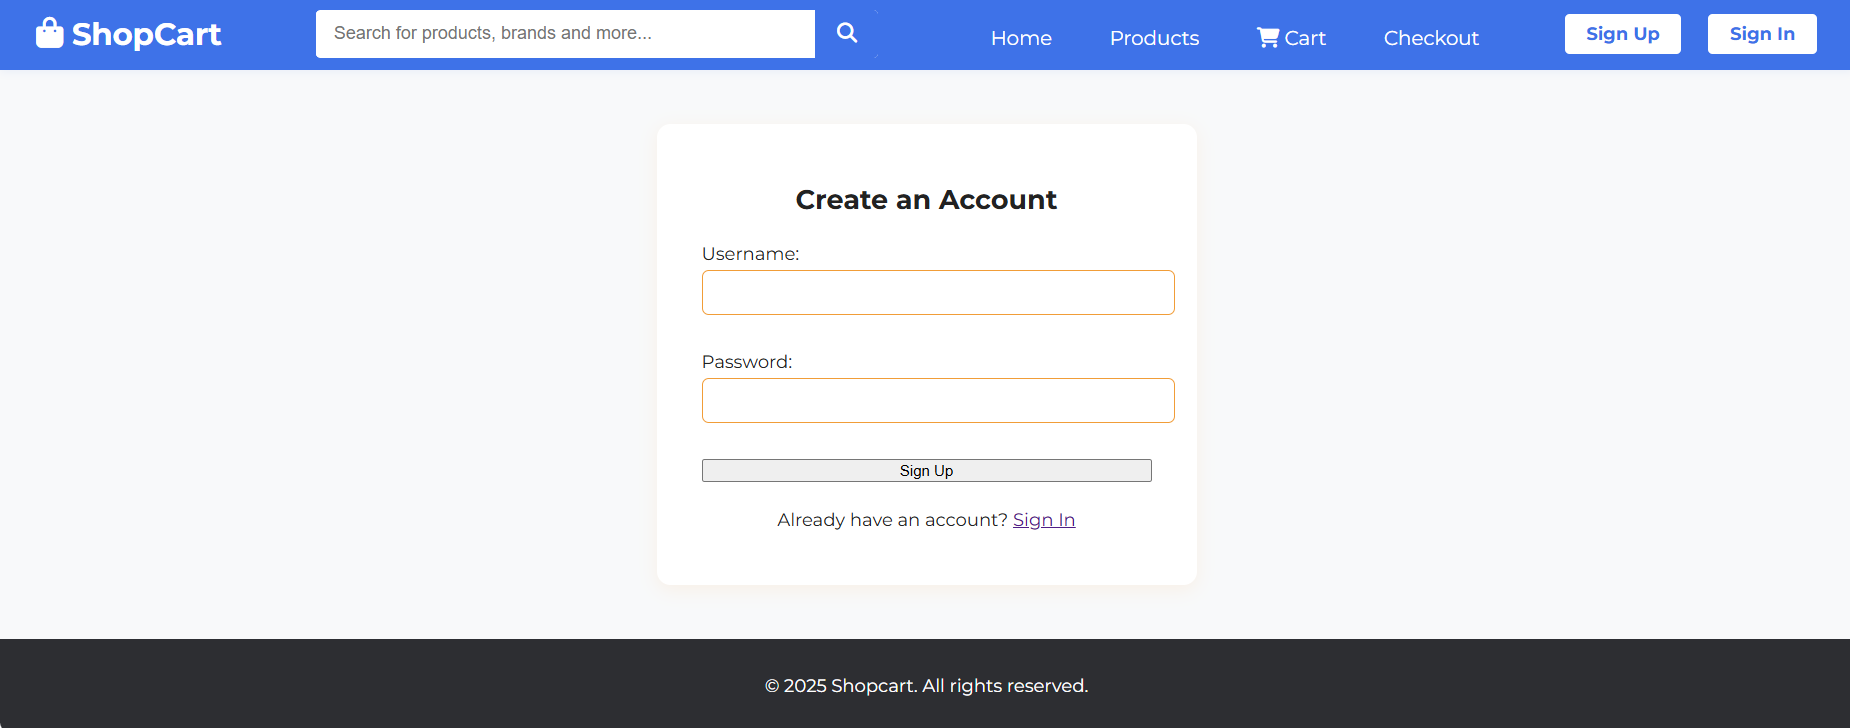 ShopCart
Search for products, brands and more...
Home
Products
Cart
Checkout
Sign Up
Sign In
Create an Account
Username:
Password:
Sign Up
Already have an account? Sign In
© 2025 Shopcart. All rights reserved.